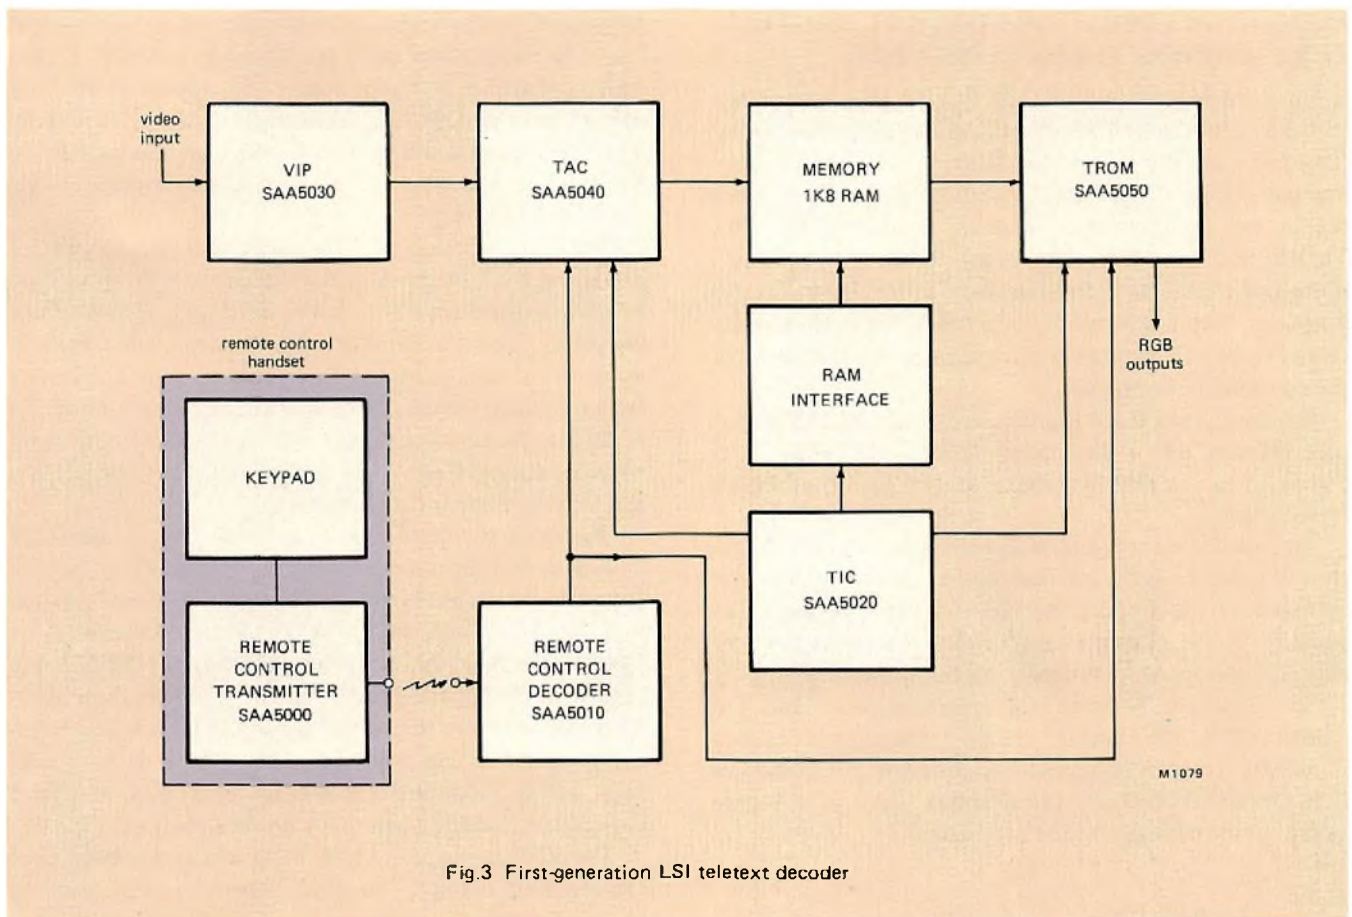 video
input
VIP
SAA5030
TAC
SAA5040
MEMORY
1K8 RAM
TROM
SAA5050
RGB
outputs
RAM
INTERFACE
TIC
SAA5020
remote control
handset
KEYPAD
REMOTE
CONTROL
TRANSMITTER
SAA5000
REMOTE
CONTROL
DECODER
SAA5010
M1079
Fig.3 First-generation LSI teletext decoder